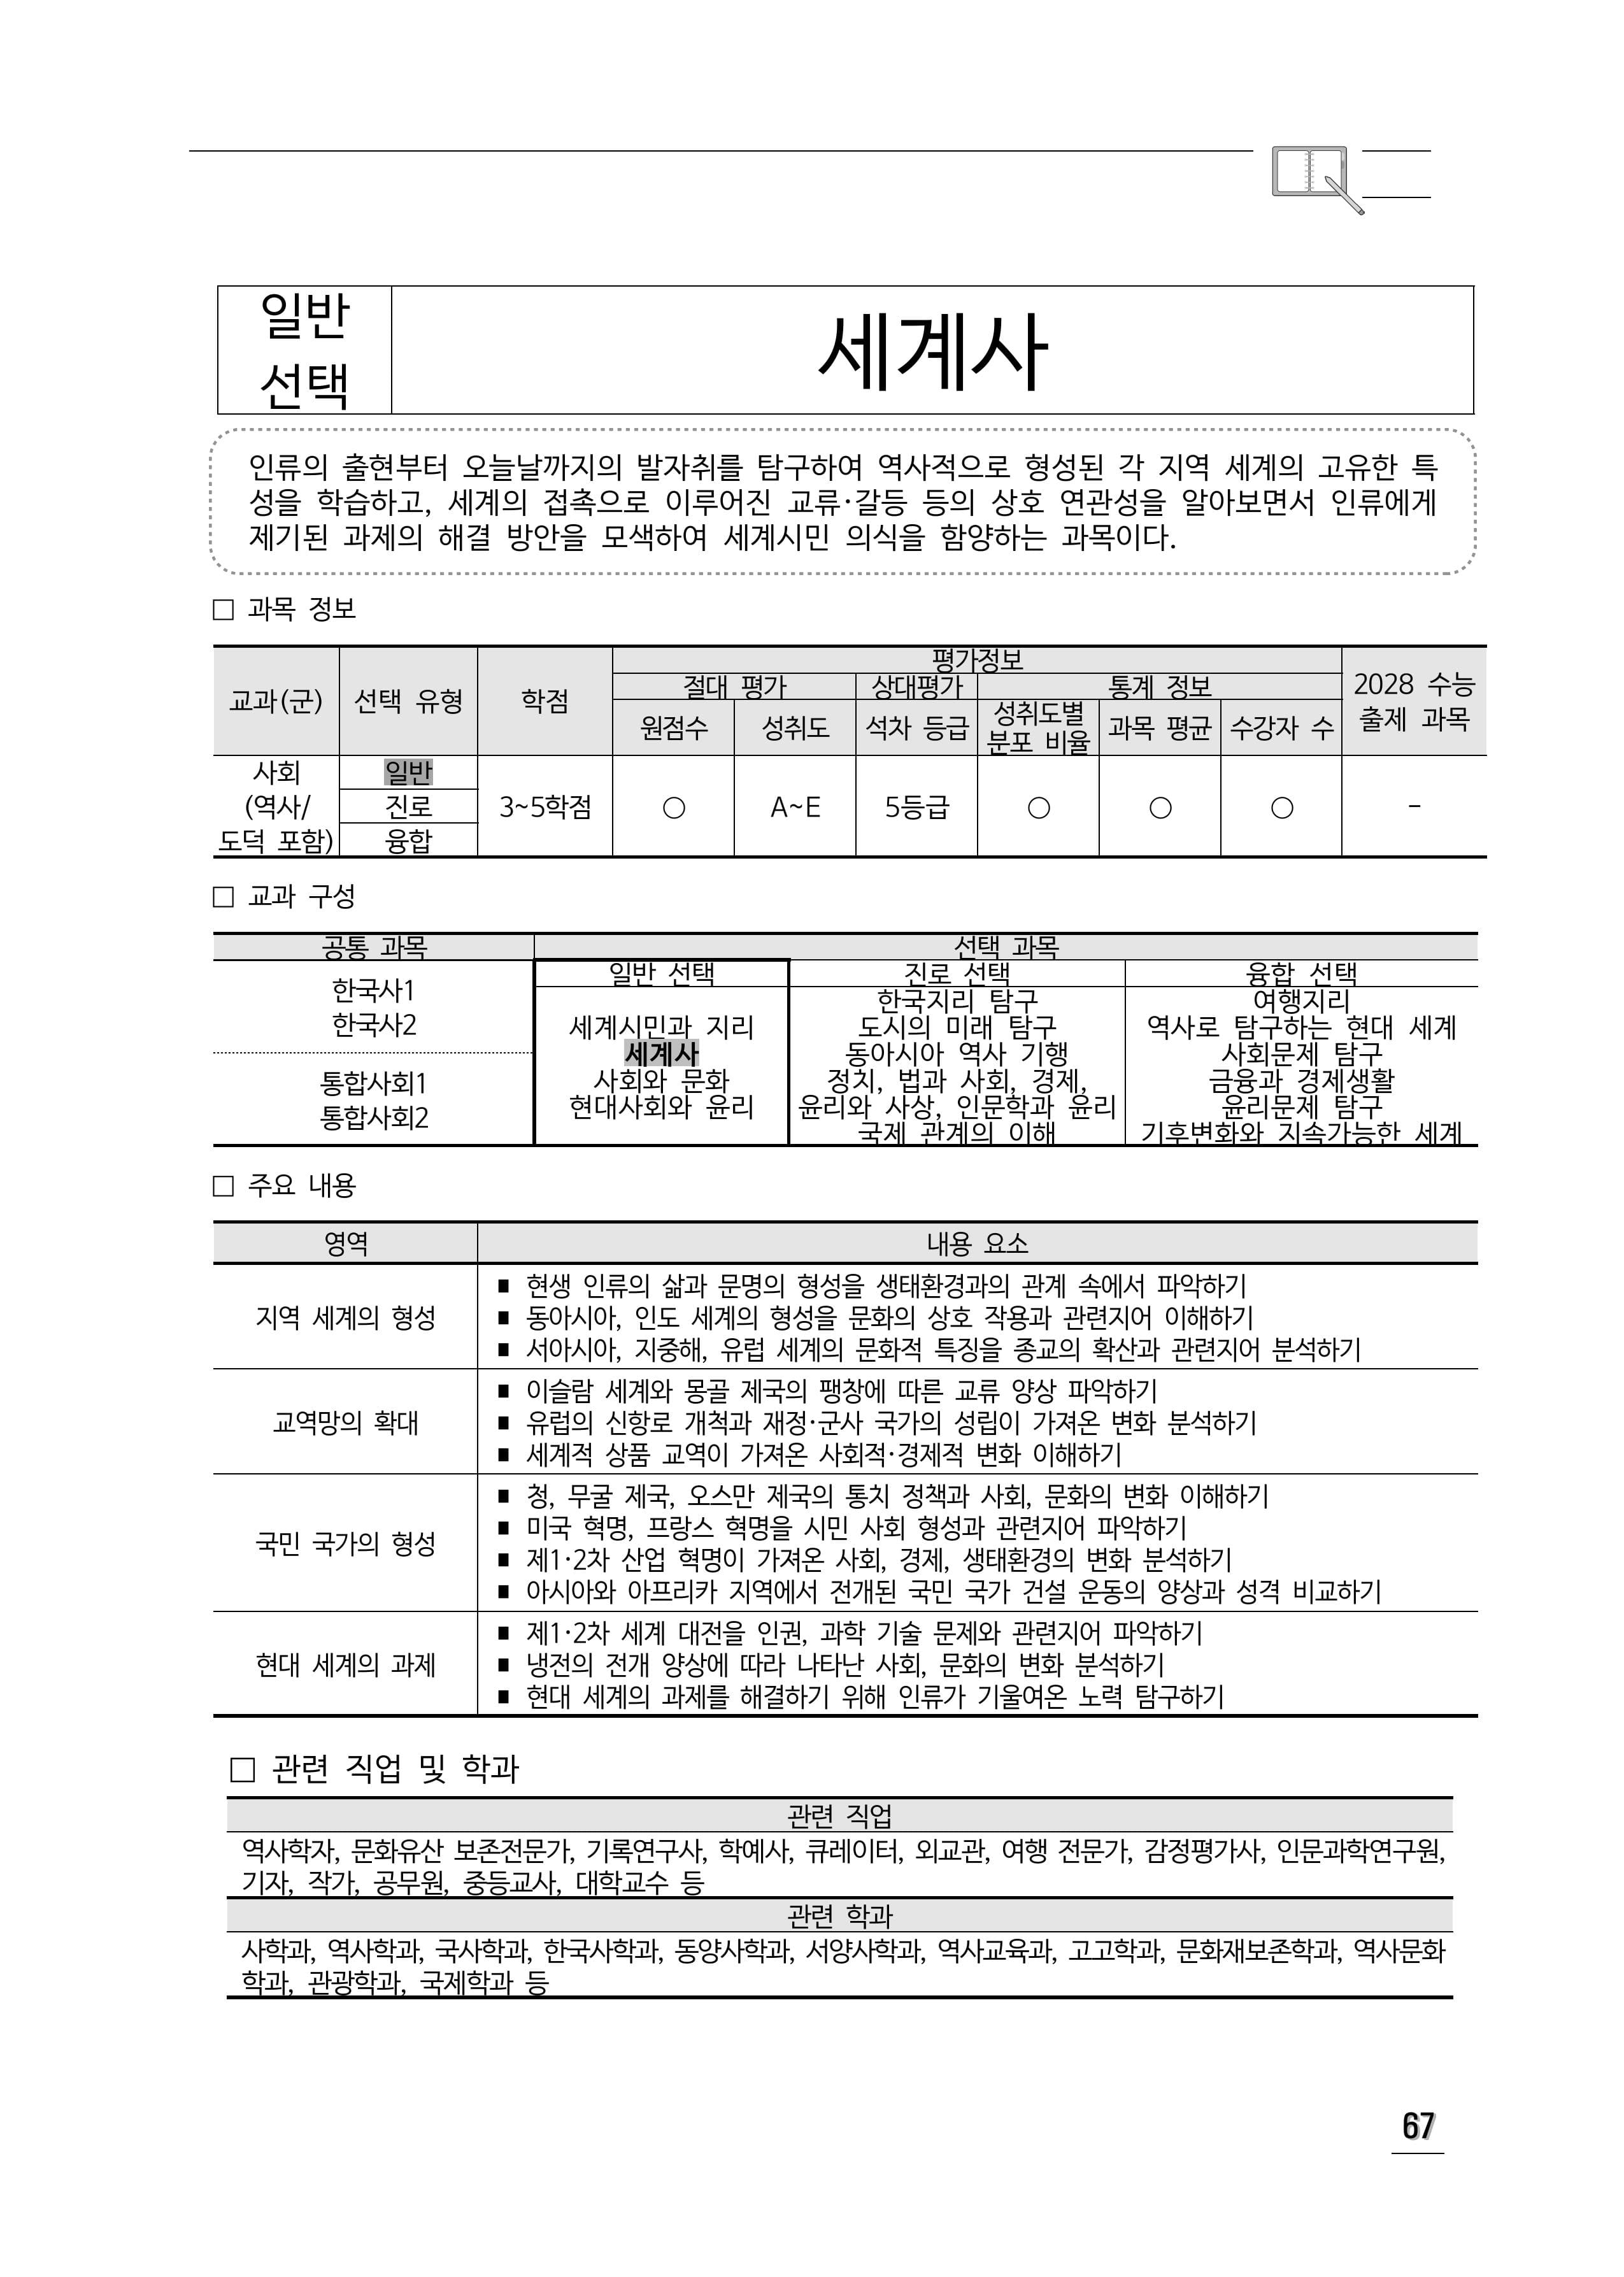 일반
선택
세계사
인류의 출현부터 오늘날까지의 발자취를 탐구하여 역사적으로 형성된 각 지역 세계의 고유한 특
성을 학습하고, 세계의 접촉으로 이루어진 교류·갈등 등의 상호 연관성을 알아보면서 인류에게
제기된 과제의 해결 방안을 모색하여 세계시민 의식을 함양하는 과목이다.
□ 과목 정보
교과(군) 선택 유형 학점 평가정보 2028 수능
출제 과목
절대 평가 상대평가 통계 정보
원점수 성취도 석차 등급 성취도별
분포 비율 과목 평균 수강자 수
사회
(역사/
도덕 포함)
일반
진로
융합
3~5학점 ○ A~E 5등급 ○ ○ ○ -
□ 교과 구성
공통 과목 선택 과목
일반 선택 진로 선택 융합 선택
한국사1
한국사2
통합사회1
통합사회2
세계시민과 지리
세계사
사회와 문화
현대사회와 윤리
한국지리 탐구
도시의 미래 탐구
동아시아 역사 기행
정치, 법과 사회, 경제,
윤리와 사상, 인문학과 윤리
국제 관계의 이해
여행지리
역사로 탐구하는 현대 세계
사회문제 탐구
금융과 경제생활
윤리문제 탐구
기후변화와 지속가능한 세계
□ 주요 내용
영역 내용 요소
지역 세계의 형성
■ 현생 인류의 삶과 문명의 형성을 생태환경과의 관계 속에서 파악하기
■ 동아시아, 인도 세계의 형성을 문화의 상호 작용과 관련지어 이해하기
■ 서아시아, 지중해, 유럽 세계의 문화적 특징을 종교의 확산과 관련지어 분석하기
교역망의 확대
■ 이슬람 세계와 몽골 제국의 팽창에 따른 교류 양상 파악하기
■ 유럽의 신항로 개척과 재정·군사 국가의 성립이 가져온 변화 분석하기
■ 세계적 상품 교역이 가져온 사회적·경제적 변화 이해하기
국민 국가의 형성
■ 청, 무굴 제국, 오스만 제국의 통치 정책과 사회, 문화의 변화 이해하기
■ 미국 혁명, 프랑스 혁명을 시민 사회 형성과 관련지어 파악하기
■ 제1·2차 산업 혁명이 가져온 사회, 경제, 생태환경의 변화 분석하기
■ 아시아와 아프리카 지역에서 전개된 국민 국가 건설 운동의 양상과 성격 비교하기
현대 세계의 과제
■ 제1·2차 세계 대전을 인권, 과학 기술 문제와 관련지어 파악하기
■ 냉전의 전개 양상에 따라 나타난 사회, 문화의 변화 분석하기
■ 현대 세계의 과제를 해결하기 위해 인류가 기울여온 노력 탐구하기
□ 관련 직업 및 학과
관련 직업
역사학자, 문화유산 보존전문가, 기록연구사, 학예사, 큐레이터, 외교관, 여행 전문가, 감정평가사, 인문과학연구원,
기자, 작가, 공무원, 중등교사, 대학교수 등
관련 학과
사학과, 역사학과, 국사학과, 한국사학과, 동양사학과, 서양사학과, 역사교육과, 고고학과, 문화재보존학과, 역사문화
학과, 관광학과, 국제학과 등
67